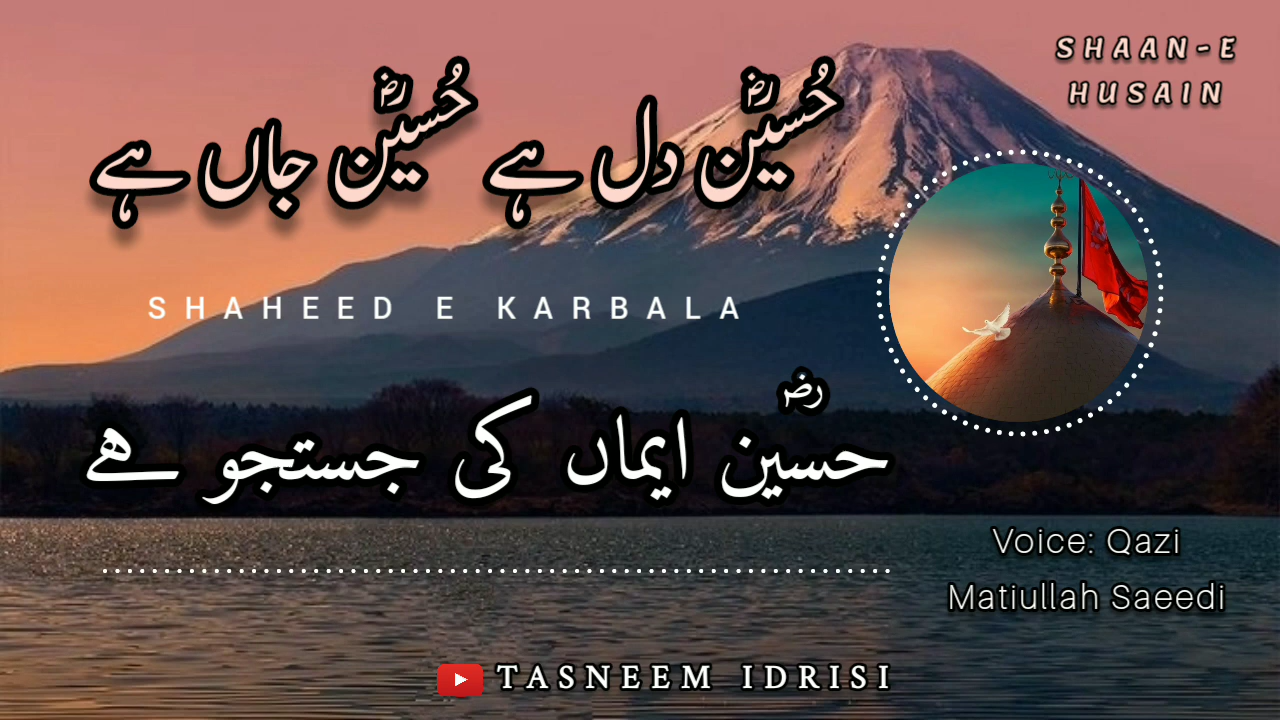 SHAAN-E
HUSAIN
حُسینؓ دل ہے حُسینؓ جاں ہے
SHAHEED E KARBALA
حسینؓ ایماں کی جستجو ہے
Voice: Qazi
Matiullah Saeedi
TASNEEM IDRISI